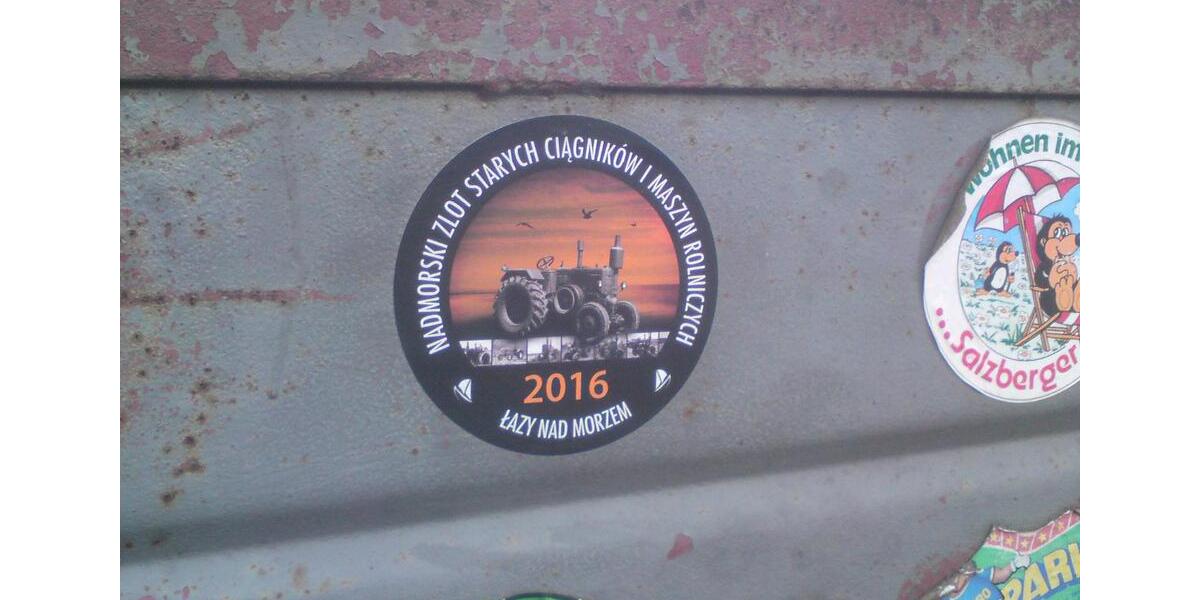 NADMORSKI ZLOT STARYCH CIĄGNIKÓW I MASZYN ROLNICZYCH
2016
ŁAZY NAD MORZEM
Wohnen im
...Salzberger
PARK